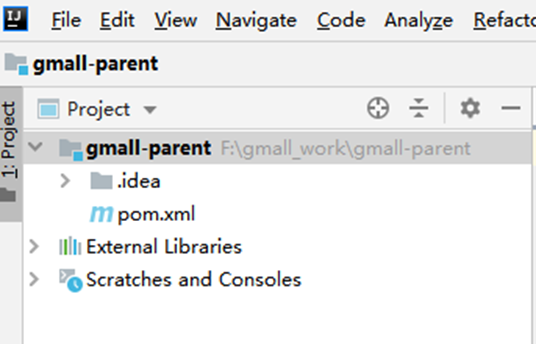 IJ File Edit View Navigate Code Analyze Refacto
gmall-parent
1: Project
Project
gmall-parent F:\gmall_work\gmall-parent
.idea
m pom.xml
External Libraries
Scratches and Consoles